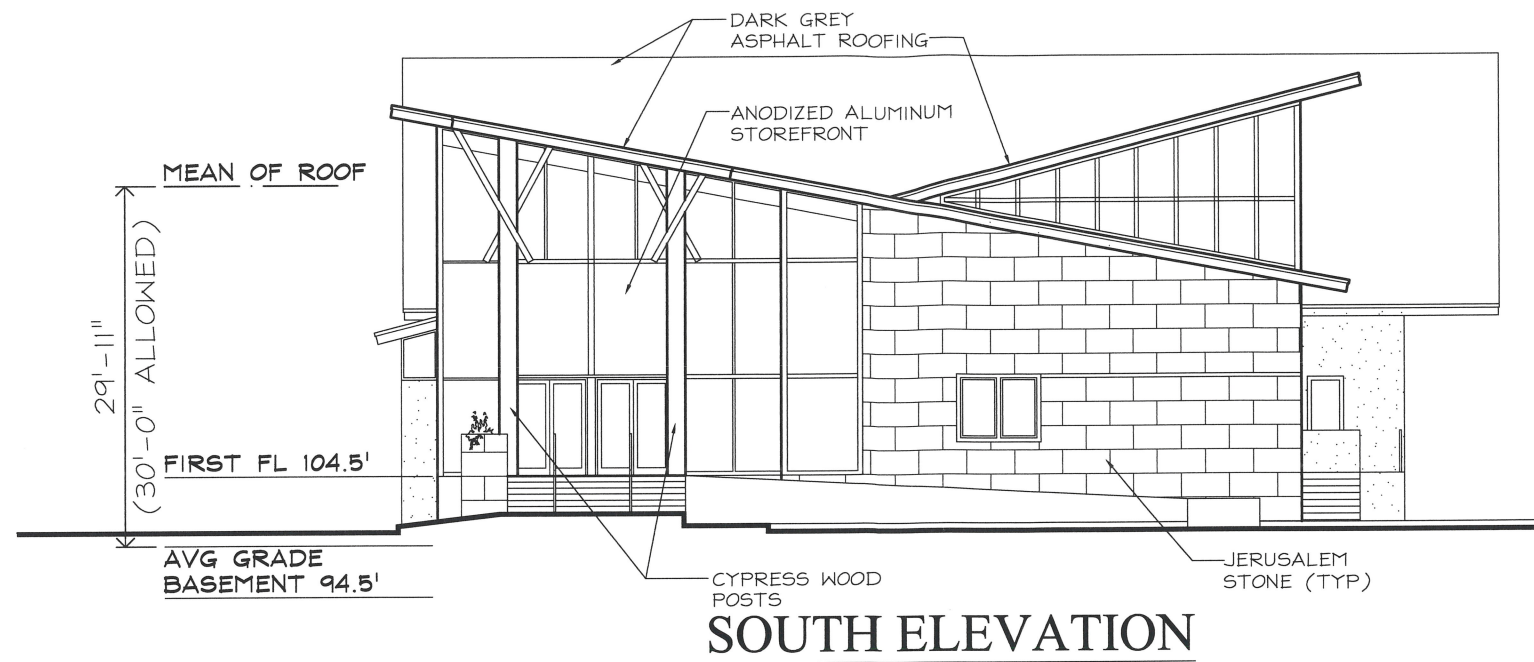 DARK GREY
ASPHALT ROOFING
ANODIZED ALUMINUM
STOREFRONT
MEAN OF ROOF
29'-11"
(30'-0" ALLOWED)
FIRST FL 104.5'
AVG GRADE
BASEMENT 94.5'
CYPRESS WOOD
POSTS
JERUSALEM
STONE (TYP)
SOUTH ELEVATION